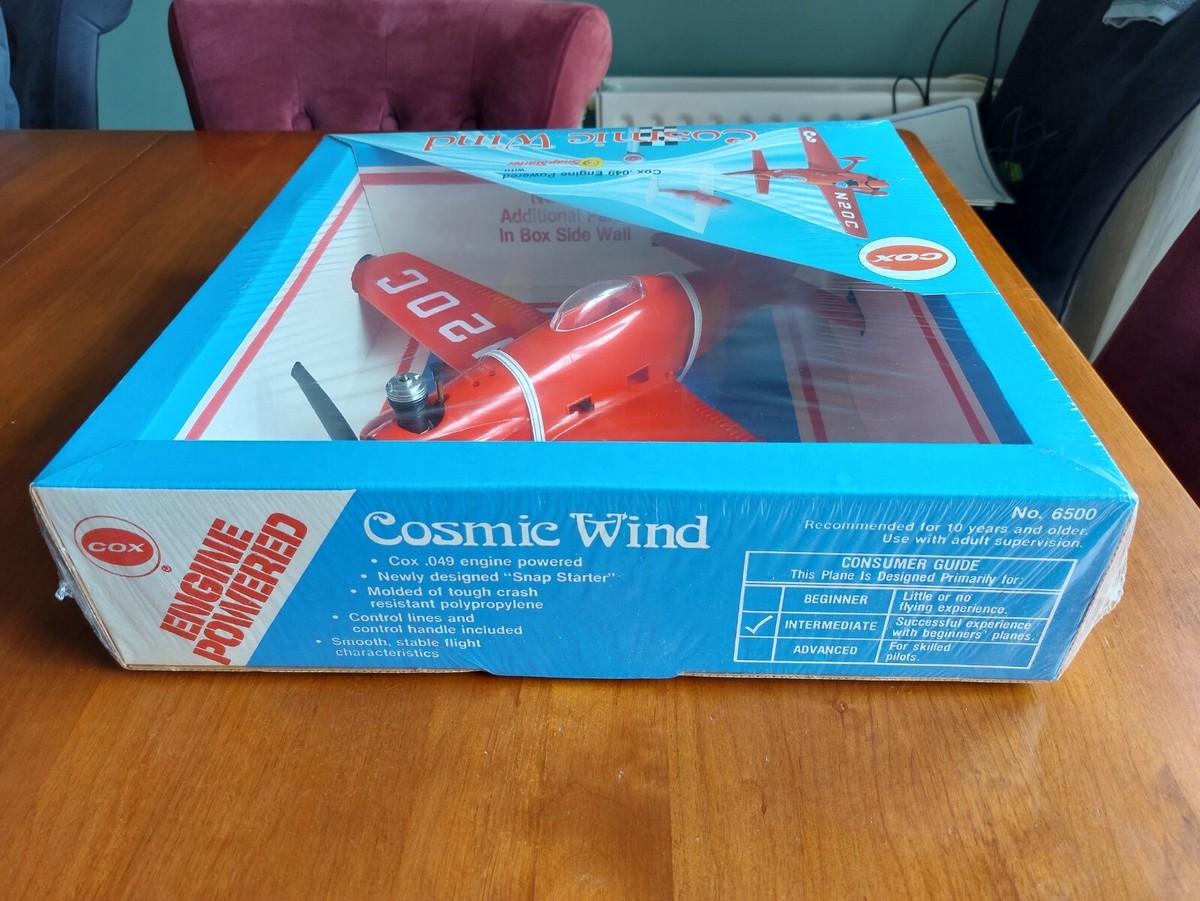 Cosmic Wind
Cox .049 Engine Powered
with
Snap Starter
COX
N20C
Additional
In Box Side Wall
20C
COX
®
ENGINE
POWERED
Cosmic Wind
• Cox .049 engine powered
• Newly designed "Snap Starter"
• Molded of tough crash
resistant polypropylene
• Control lines and
control handle included
• Smooth, stable flight
characteristics
No. 6500
Recommended for 10 years and older.
Use with adult supervision.
CONSUMER GUIDE
This Plane Is Designed Primarily for:
BEGINNER
Little or no
flying experience.
✓ INTERMEDIATE
Successful experience
with beginners' planes.
ADVANCED
For skilled
pilots.